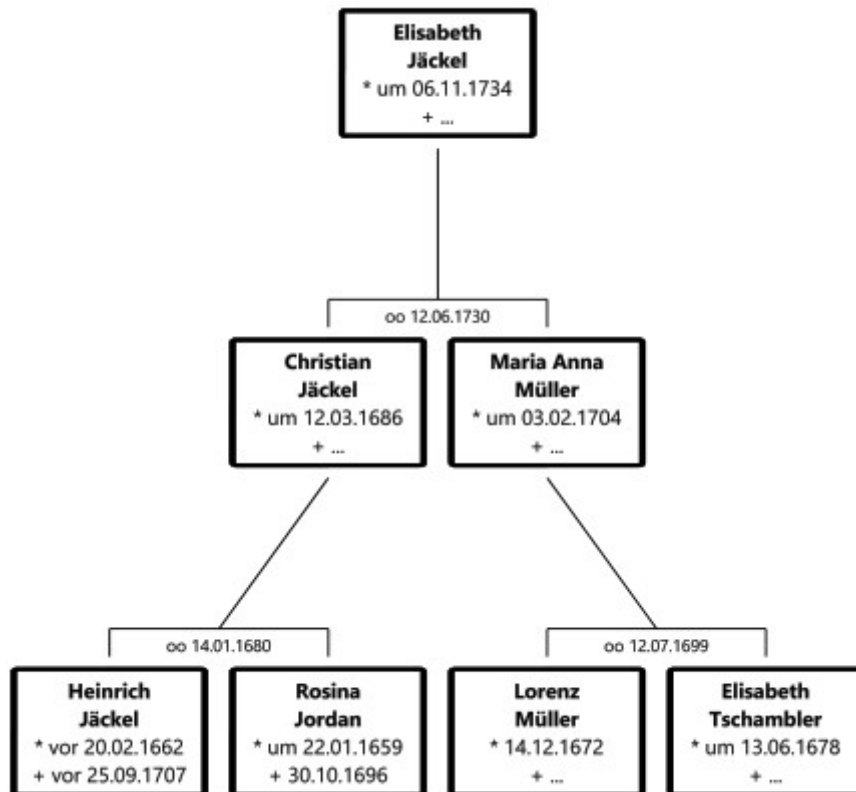 Elisabeth
Jäckel
* um 06.11.1734
+ ...
oo 12.06.1730
Christian
Jäckel
* um 12.03.1686
+ ...
Maria Anna
Müller
* um 03.02.1704
+ ...
oo 14.01.1680
oo 12.07.1699
Heinrich
Jäckel
* vor 20.02.1662
+ vor 25.09.1707
Rosina
Jordan
* um 22.01.1659
+ 30.10.1696
Lorenz
Müller
* 14.12.1672
+ ...
Elisabeth
Tschambler
* um 13.06.1678
+ ...